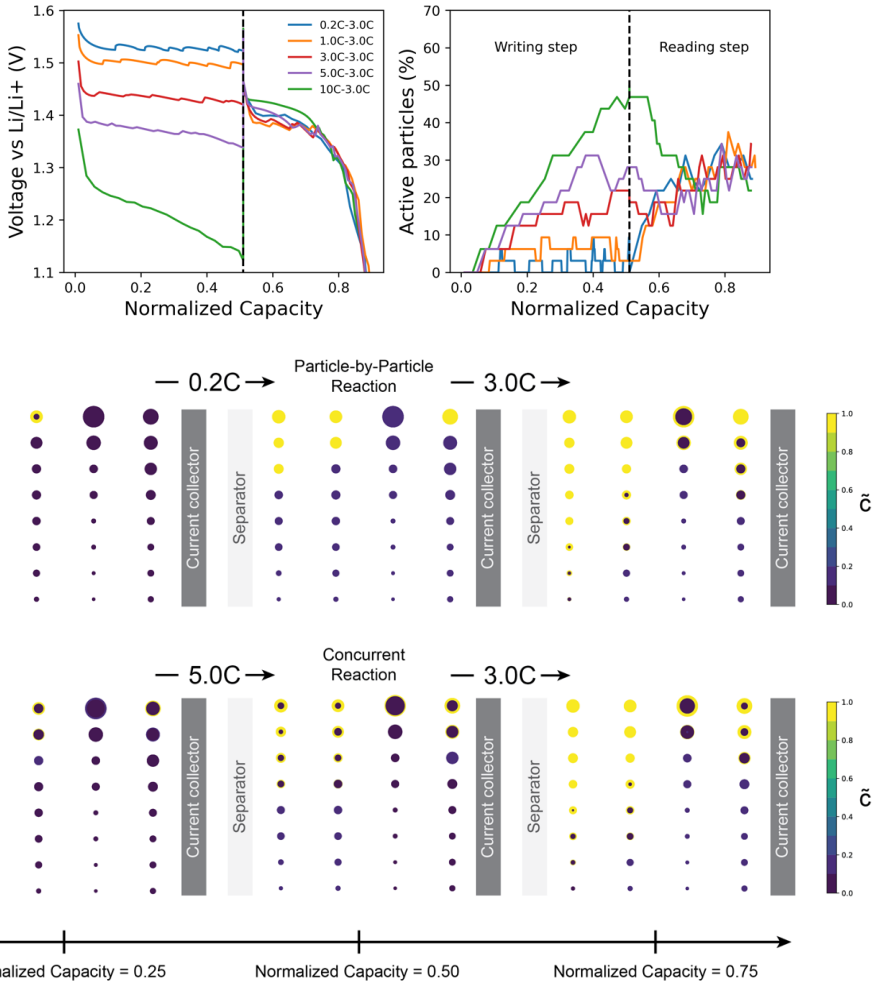 1.6
1.5
1.4
1.3
1.2
1.1
Voltage vs Li/Li+ (V)
0.0 0.2 0.4 0.6 0.8
Normalized Capacity
0.2C-3.0C
1.0C-3.0C
3.0C-3.0C
5.0C-3.0C
10C-3.0C
70
60
50
40
30
20
10
0
Active particles (%)
0.0 0.2 0.4 0.6 0.8
Normalized Capacity
Writing step Reading step
0.2C
Particle-by-Particle
Reaction
3.0C
Current collector
Separator
Current collector
Separator
Current collector
1.0
0.8
0.6
0.4
0.2
0.0
c̃
5.0C
Concurrent
Reaction
3.0C
Current collector
Separator
Current collector
Separator
Current collector
1.0
0.8
0.6
0.4
0.2
0.0
c̃
alized Capacity = 0.25 Normalized Capacity = 0.50 Normalized Capacity = 0.75